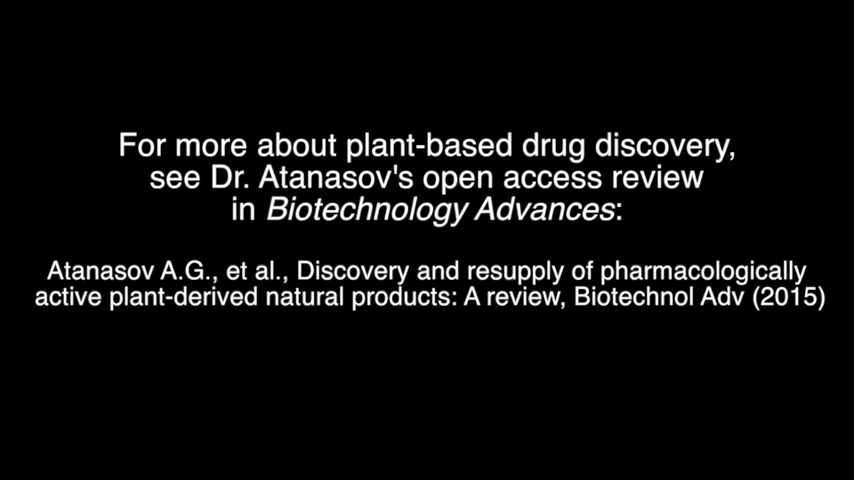 For more about plant-based drug discovery,
see Dr. Atanasov's open access review
in Biotechnology Advances:
Atanasov A.G., et al., Discovery and resupply of pharmacologically
active plant-derived natural products: A review, Biotechnol Adv (2015)